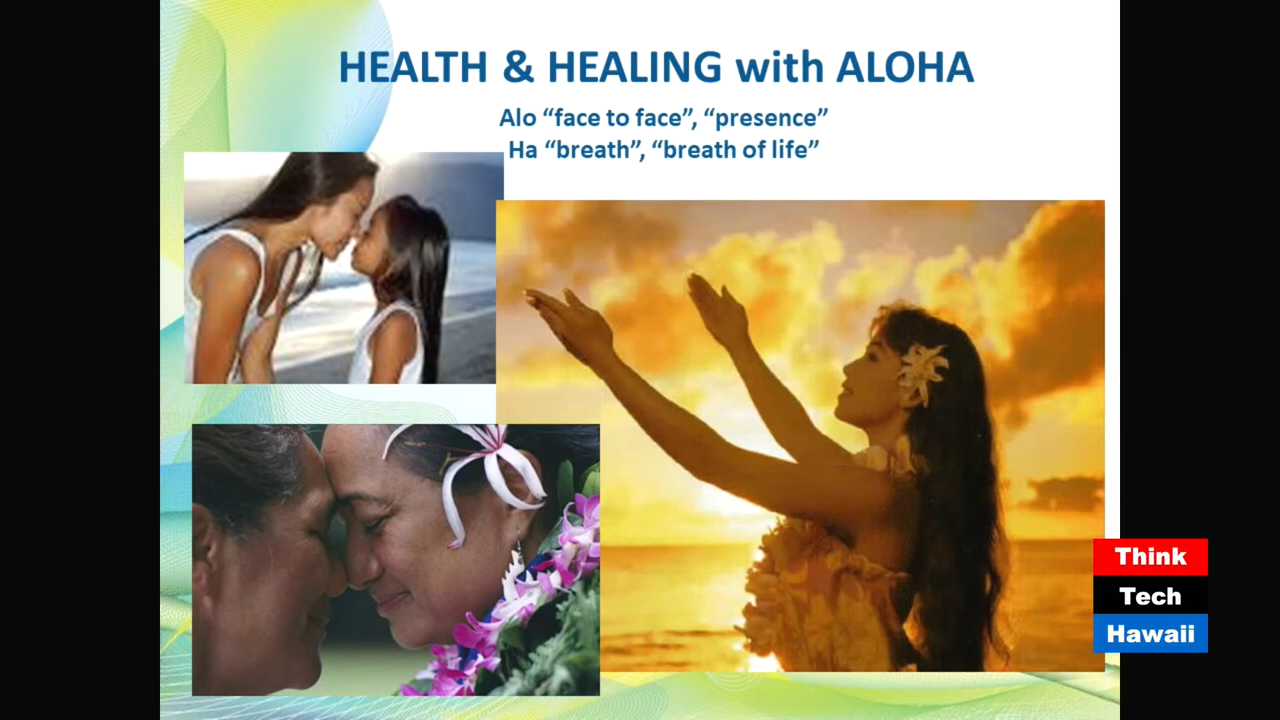 HEALTH & HEALING with ALOHA
Alo “face to face”, “presence”
Ha “breath”, “breath of life”
Think
Tech
Hawaii